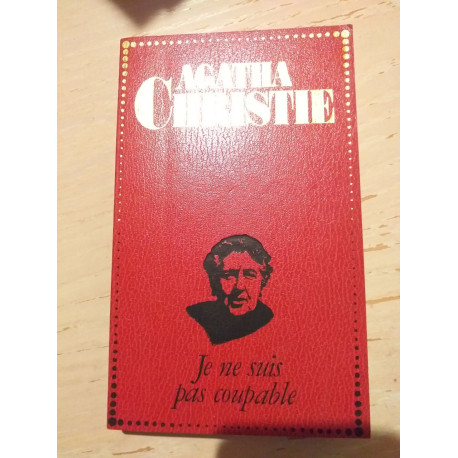 AGATHA
CHRISTIE
Je ne suis
pas coupable